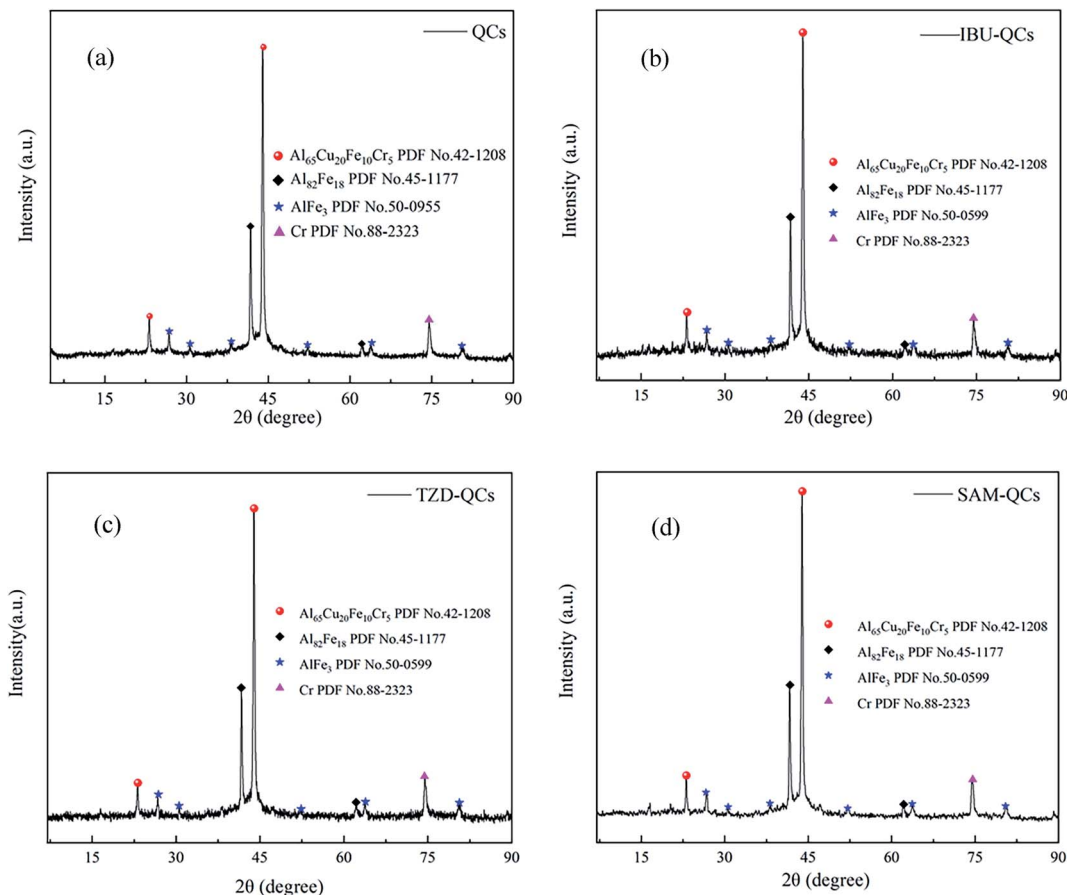 (a)
QCs
Al₆₅Cu₂₀Fe₁₀Cr₅ PDF No.42-1208
Al₈₂Fe₁₈ PDF No.45-1177
AlFe₃ PDF No.50-0955
Cr PDF No.88-2323
Intensity (a.u.)
15 30 45 60 75 90
2θ (degree)
(b)
IBU-QCs
Al₆₅Cu₂₀Fe₁₀Cr₅ PDF No.42-1208
Al₈₂Fe₁₈ PDF No.45-1177
AlFe₃ PDF No.50-0599
Cr PDF No.88-2323
Intensity (a.u.)
15 30 45 60 75 90
2θ (degree)
(c)
TZD-QCs
Al₆₅Cu₂₀Fe₁₀Cr₅ PDF No.42-1208
Al₈₂Fe₁₈ PDF No.45-1177
AlFe₃ PDF No.50-0599
Cr PDF No.88-2323
Intensity(a.u.)
15 30 45 60 75 90
2θ (degree)
(d)
SAM-QCs
Al₆₅Cu₂₀Fe₁₀Cr₅ PDF No.42-1208
Al₈₂Fe₁₈ PDF No.45-1177
AlFe₃ PDF No.50-0599
Cr PDF No.88-2323
Intensity (a.u.)
15 30 45 60 75 90
2θ (degree)